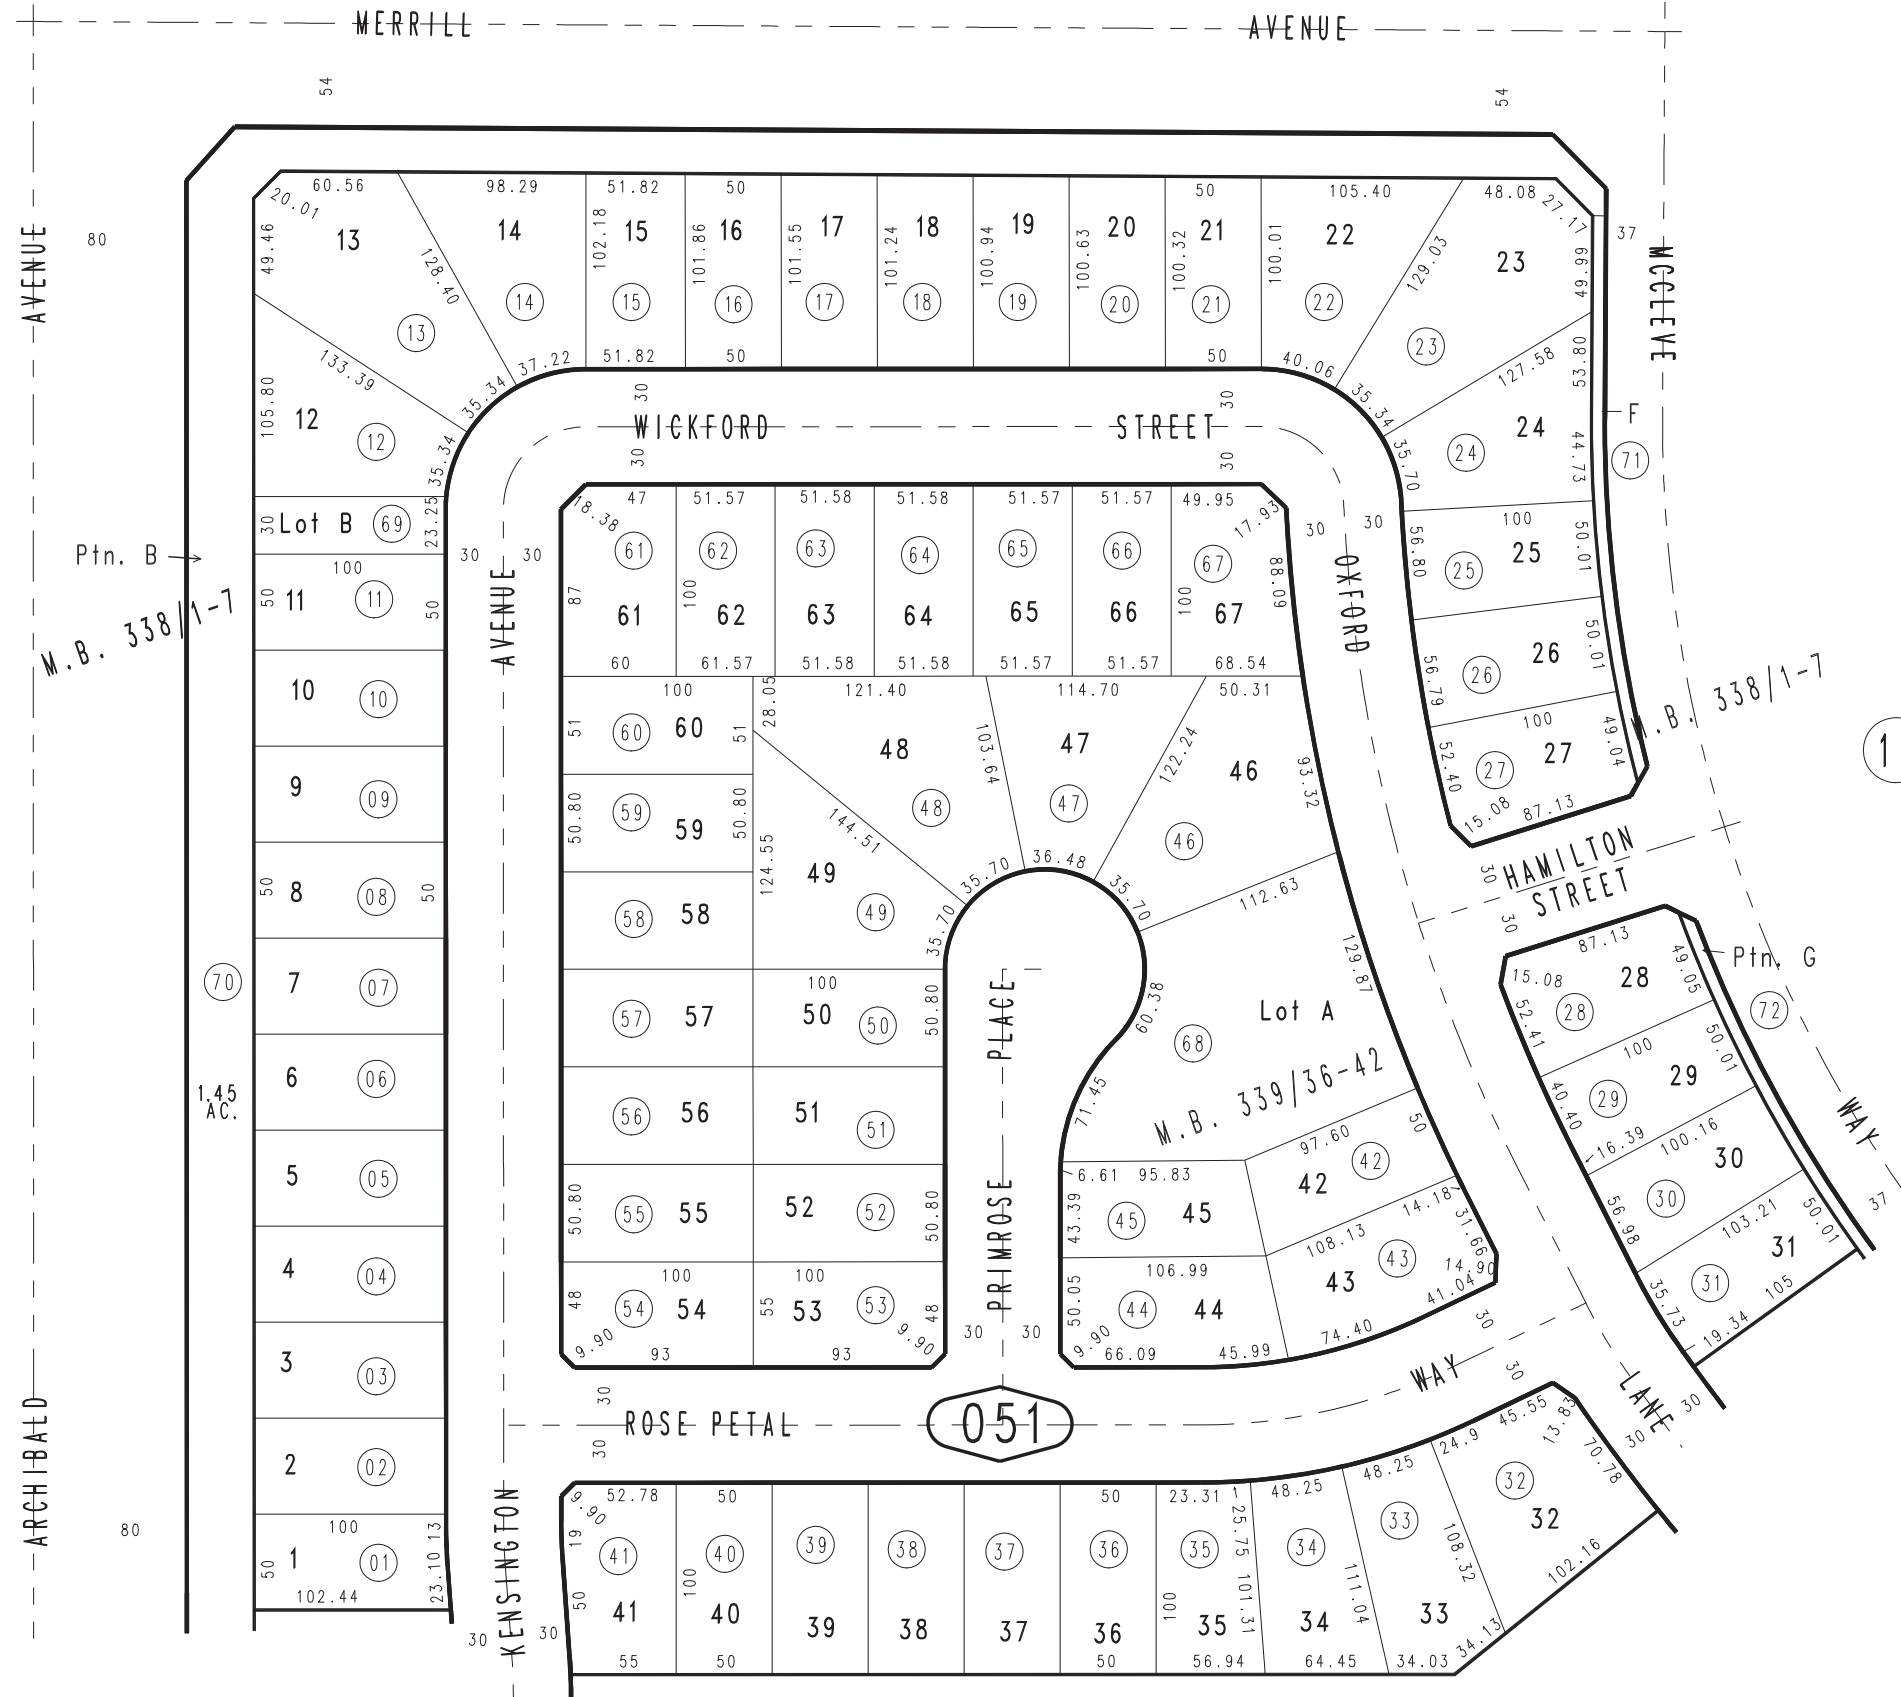 MERRILL AVENUE
54 54
60.56 98.29 51.82 50 50 105.40 48.08
20.01 27.17
49.46 13 14 102.18 15 101.86 16 101.55 17 101.24 18 100.94 19 100.63 20 100.32 21 100.01 22 129.03 23 49.99
AVENUE 80 37
128.40 13 14 15 16 17 18 19 20 21 22 23
MCCLEVE
133.39 35.34 37.22 51.82 50 50 40.06 35.34 127.58 53.80
105.80 12 12 35.34 24 24 35.70 44.73
F
71
30 30
WICKFORD STREET
30 30
30 Lot B 69 23.25
Ptn. B
30 30
18.38 47 51.57 51.58 51.58 51.57 51.57 49.95 17.93
30 30
61 62 63 64 65 66 67
87 61 100 62 63 64 65 66 100 67 88.09
60 61.57 51.58 51.58 51.57 51.57 68.54
100
50 11 11 50
M.B. 338/1-7
AVENUE
OXFORD
100
56.80 25 25 50.01
56.79 26 26 50.01
100
52.40 27 27 49.04
15.08 87.13
M.B. 338/1-7
1
10 10
9 09
50 8 08 50
7 07
70
6 06
1.45
AC.
5 05
4 04
3 03
2 02
100
50 1 01 23.10 13
102.44
80
ARCHIBALD
100 28.05 121.40 114.70 50.31
51 60 60 51
48 103.64 47 122.24 46 93.32
50.80 59 59 50.80
48 47 46
144.51 124.55 49 49
35.70 35.70 36.48 35.70 112.63
58 58
129.87
57 57 100 50 50 50.80
60.38 68 Lot A
M.B. 339/36-42
71.45
56 56 51 51
50.80 55 55 52 52 50.80
100 100
48 54 54 55 53 53 48
9.90 93 93 9.90
PRIMROSE PLACE
30 30
6.61 95.83 97.60 50
43.39 45 45 42 42
14.18 31.66
106.99 108.13
50.05 44 44 43 43
14.90 41.04
9.90 66.09 45.99 74.40
30 HAMILTON
STREET
30
87.13
15.08 28 28 49.05
Ptn. G
72
52.41 100
29 29 50.01
40.40 16.39 100.16
30 30 50.01
56.98 103.21
31 31
35.73 19.34 105
WAY
37
30
ROSE PETAL WAY
30
051
30
30
LANE
30
30
KENSINGTON
30 30
9.90 52.78 50 50 23.31 25.75 48.25 48.25 24.9 45.55 13.83
19 41 40 39 38 37 36 35 34 33 32 70.78
50 41 100 40 39 38 37 36 100 35 101.31 34 111.04 33 108.32 32
55 50 50 56.94 64.45 34.03 34.13 102.16